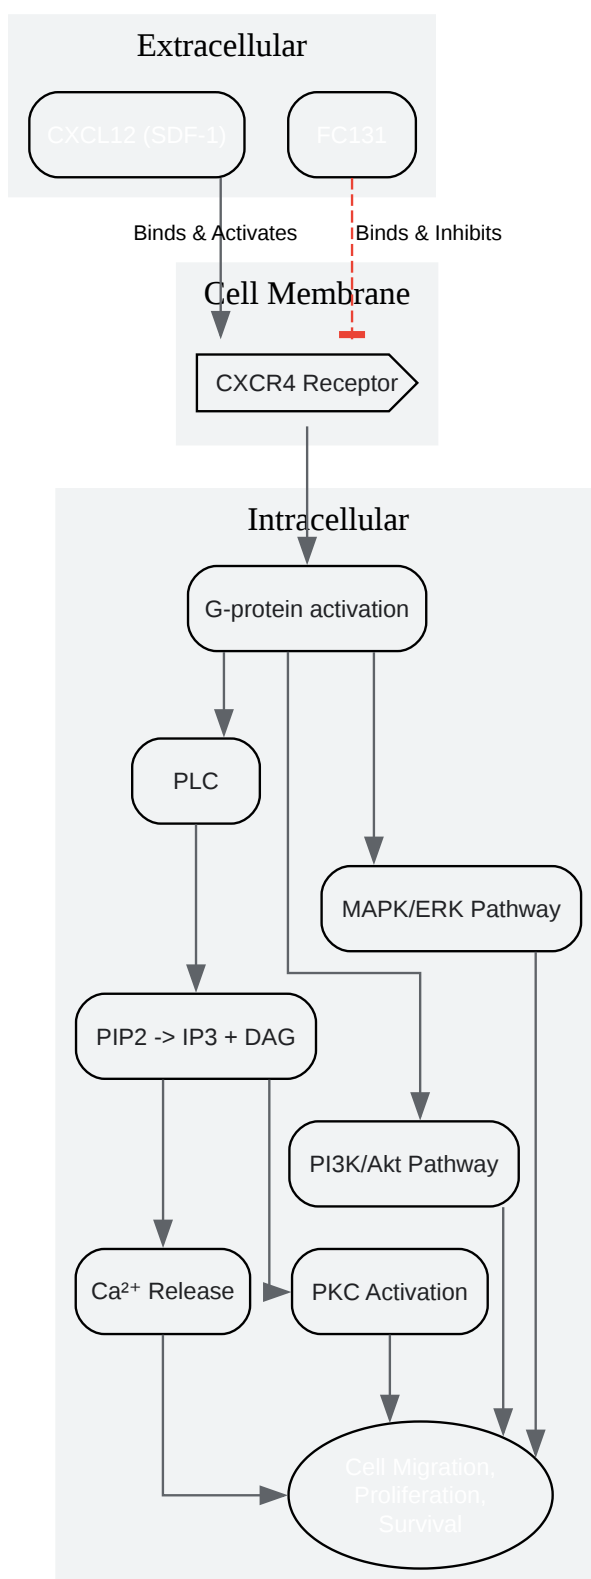 Extracellular
CXCL12 (SDF-1)
FC131
Binds & Activates
Binds & Inhibits
Cell Membrane
CXCR4 Receptor
Intracellular
G-protein activation
PLC
MAPK/ERK Pathway
PIP2 -> IP3 + DAG
PI3K/Akt Pathway
Ca²⁺ Release
PKC Activation
Cell Migration,
Proliferation,
Survival